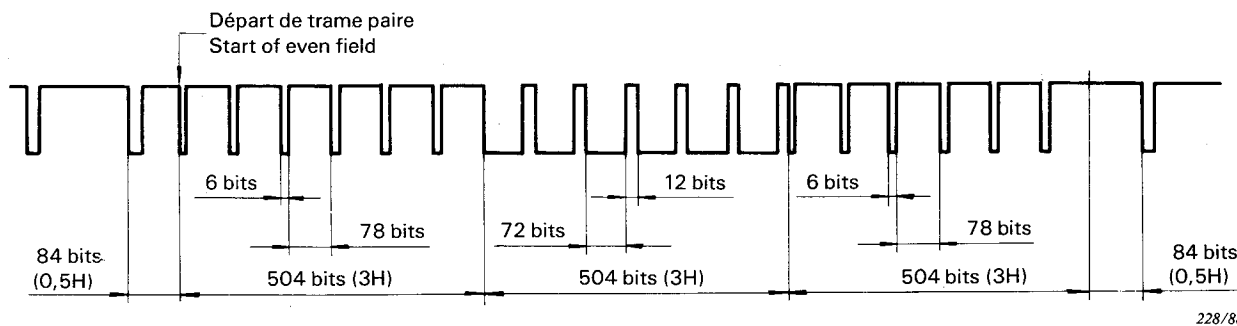 Départ de trame paire
Start of even field
6 bits
12 bits
6 bits
78 bits
72 bits
78 bits
84 bits
(0,5H)
504 bits (3H)
504 bits (3H)
504 bits (3H)
84 bits
(0,5H)